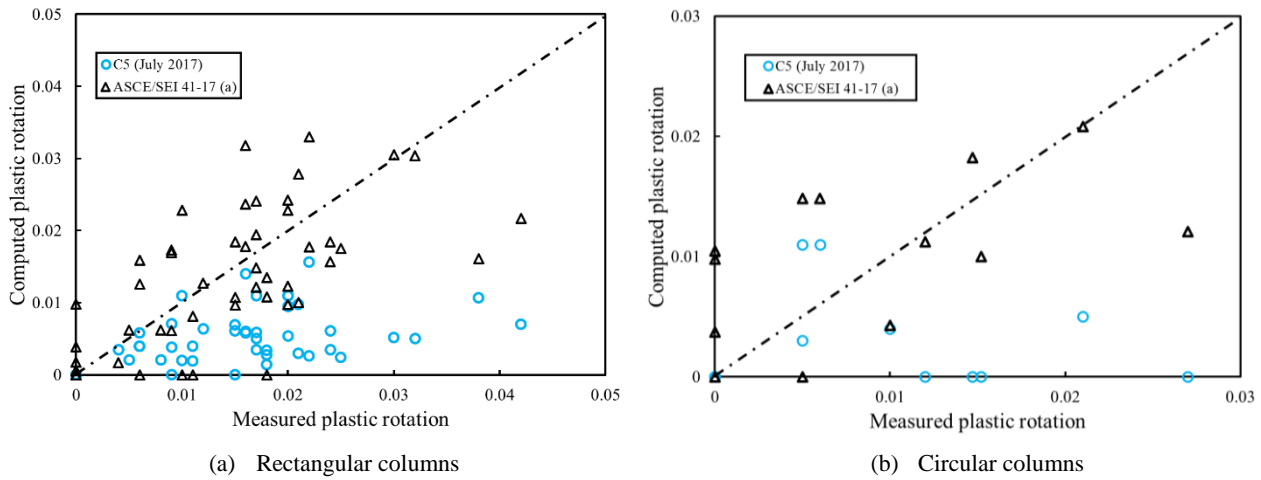 0.05
0.04
0.03
0.02
0.01
0
0 0.01 0.02 0.03 0.04 0.05
Computed plastic rotation
Measured plastic rotation
C5 (July 2017)
ASCE/SEI 41-17 (a)
(a) Rectangular columns
0.03
0.02
0.01
0
0 0.01 0.02 0.03
Computed plastic rotation
Measured plastic rotation
C5 (July 2017)
ASCE/SEI 41-17 (a)
(b) Circular columns